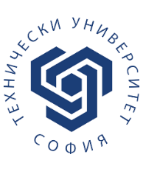 ТЕХНИЧЕСКИ УНИВЕРСИТЕТ
СОФИЯ